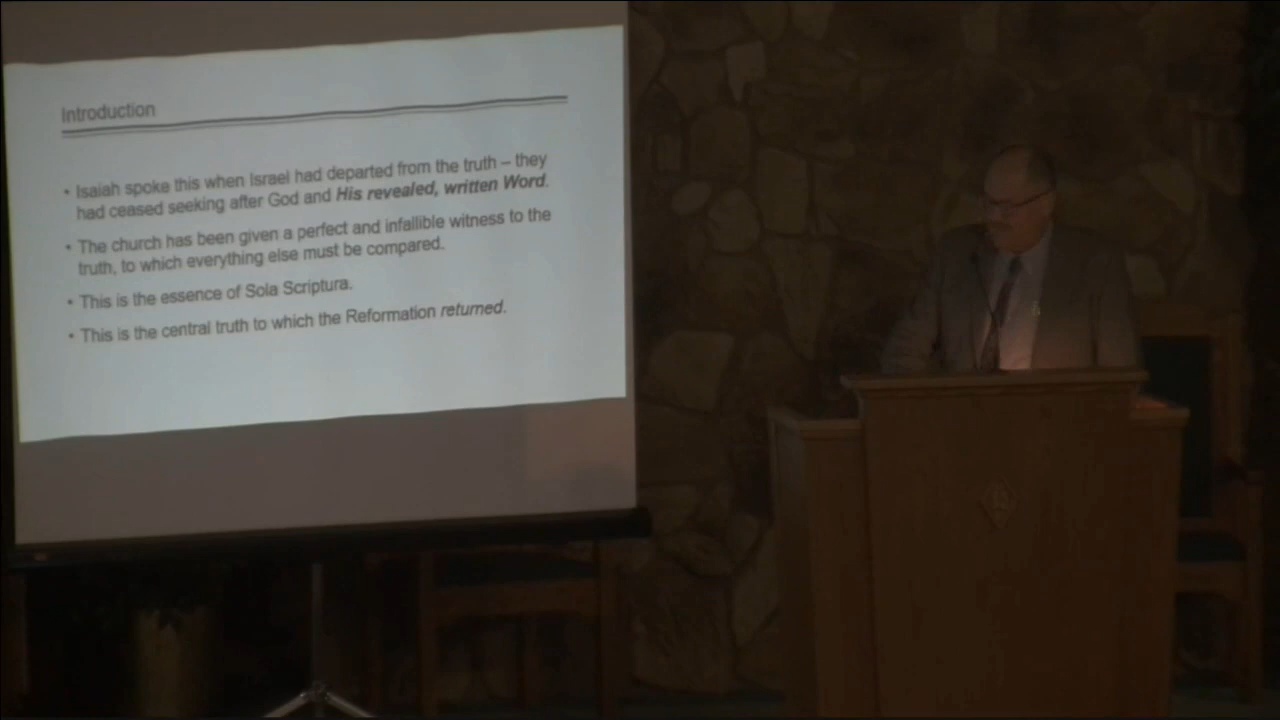 Introduction
• Isaiah spoke this when Israel had departed from the truth – they
had ceased seeking after God and His revealed, written Word.
• The church has been given a perfect and infallible witness to the
truth, to which everything else must be compared.
• This is the essence of Sola Scriptura.
• This is the central truth to which the Reformation returned.